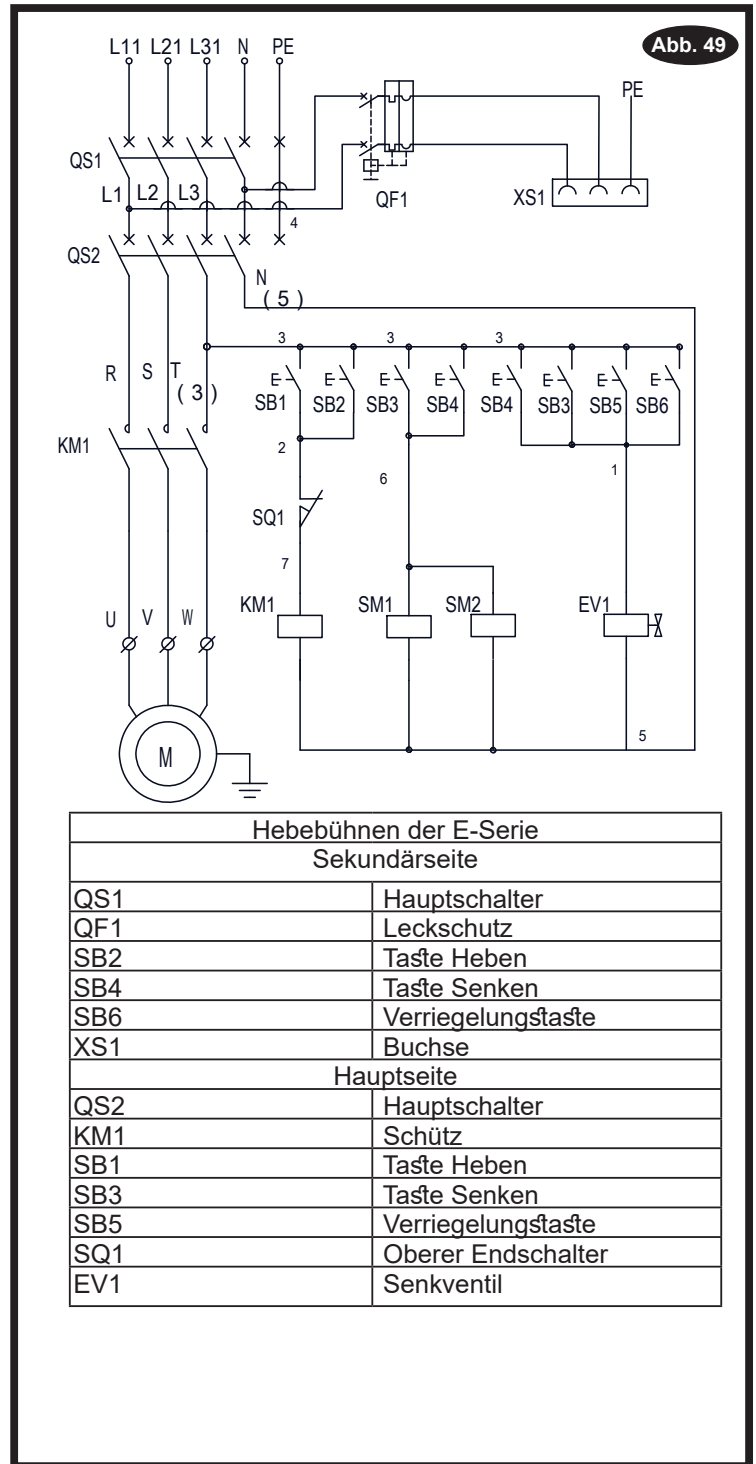 Abb. 49
L11 L21 L31 N PE
PE
QS1
L1 L2 L3
4
QF1
XS1
QS2
N
( 5 )
3 3 3
R S T
( 3 )
SB1 SB2 SB3 SB4 SB4 SB3 SB5 SB6
KM1
2
6
1
SQ1
7
KM1 SM1 SM2 EV1
U V W
5
M
Hebebühnen der E-Serie
Sekundärseite
QS1 Hauptschalter
QF1 Leckschutz
SB2 Taste Heben
SB4 Taste Senken
SB6 Verriegelungstaste
XS1 Buchse
Hauptseite
QS2 Hauptschalter
KM1 Schütz
SB1 Taste Heben
SB3 Taste Senken
SB5 Verriegelungstaste
SQ1 Oberer Endschalter
EV1 Senkventil